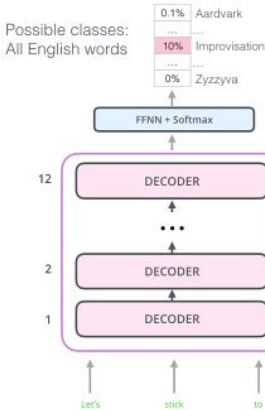 Possible classes:
All English words
0.1% Aardvark
... ...
10% Improvisation
... ...
0% Zyzzyva
FFNN + Softmax
12 DECODER
...
2 DECODER
1 DECODER
Let's stick to